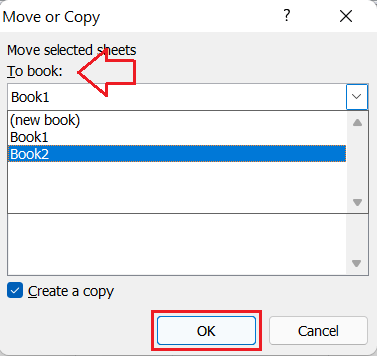 Move or Copy ? ×
Move selected sheets
To book:
Book1
(new book)
Book1
Book2
Create a copy
OK Cancel